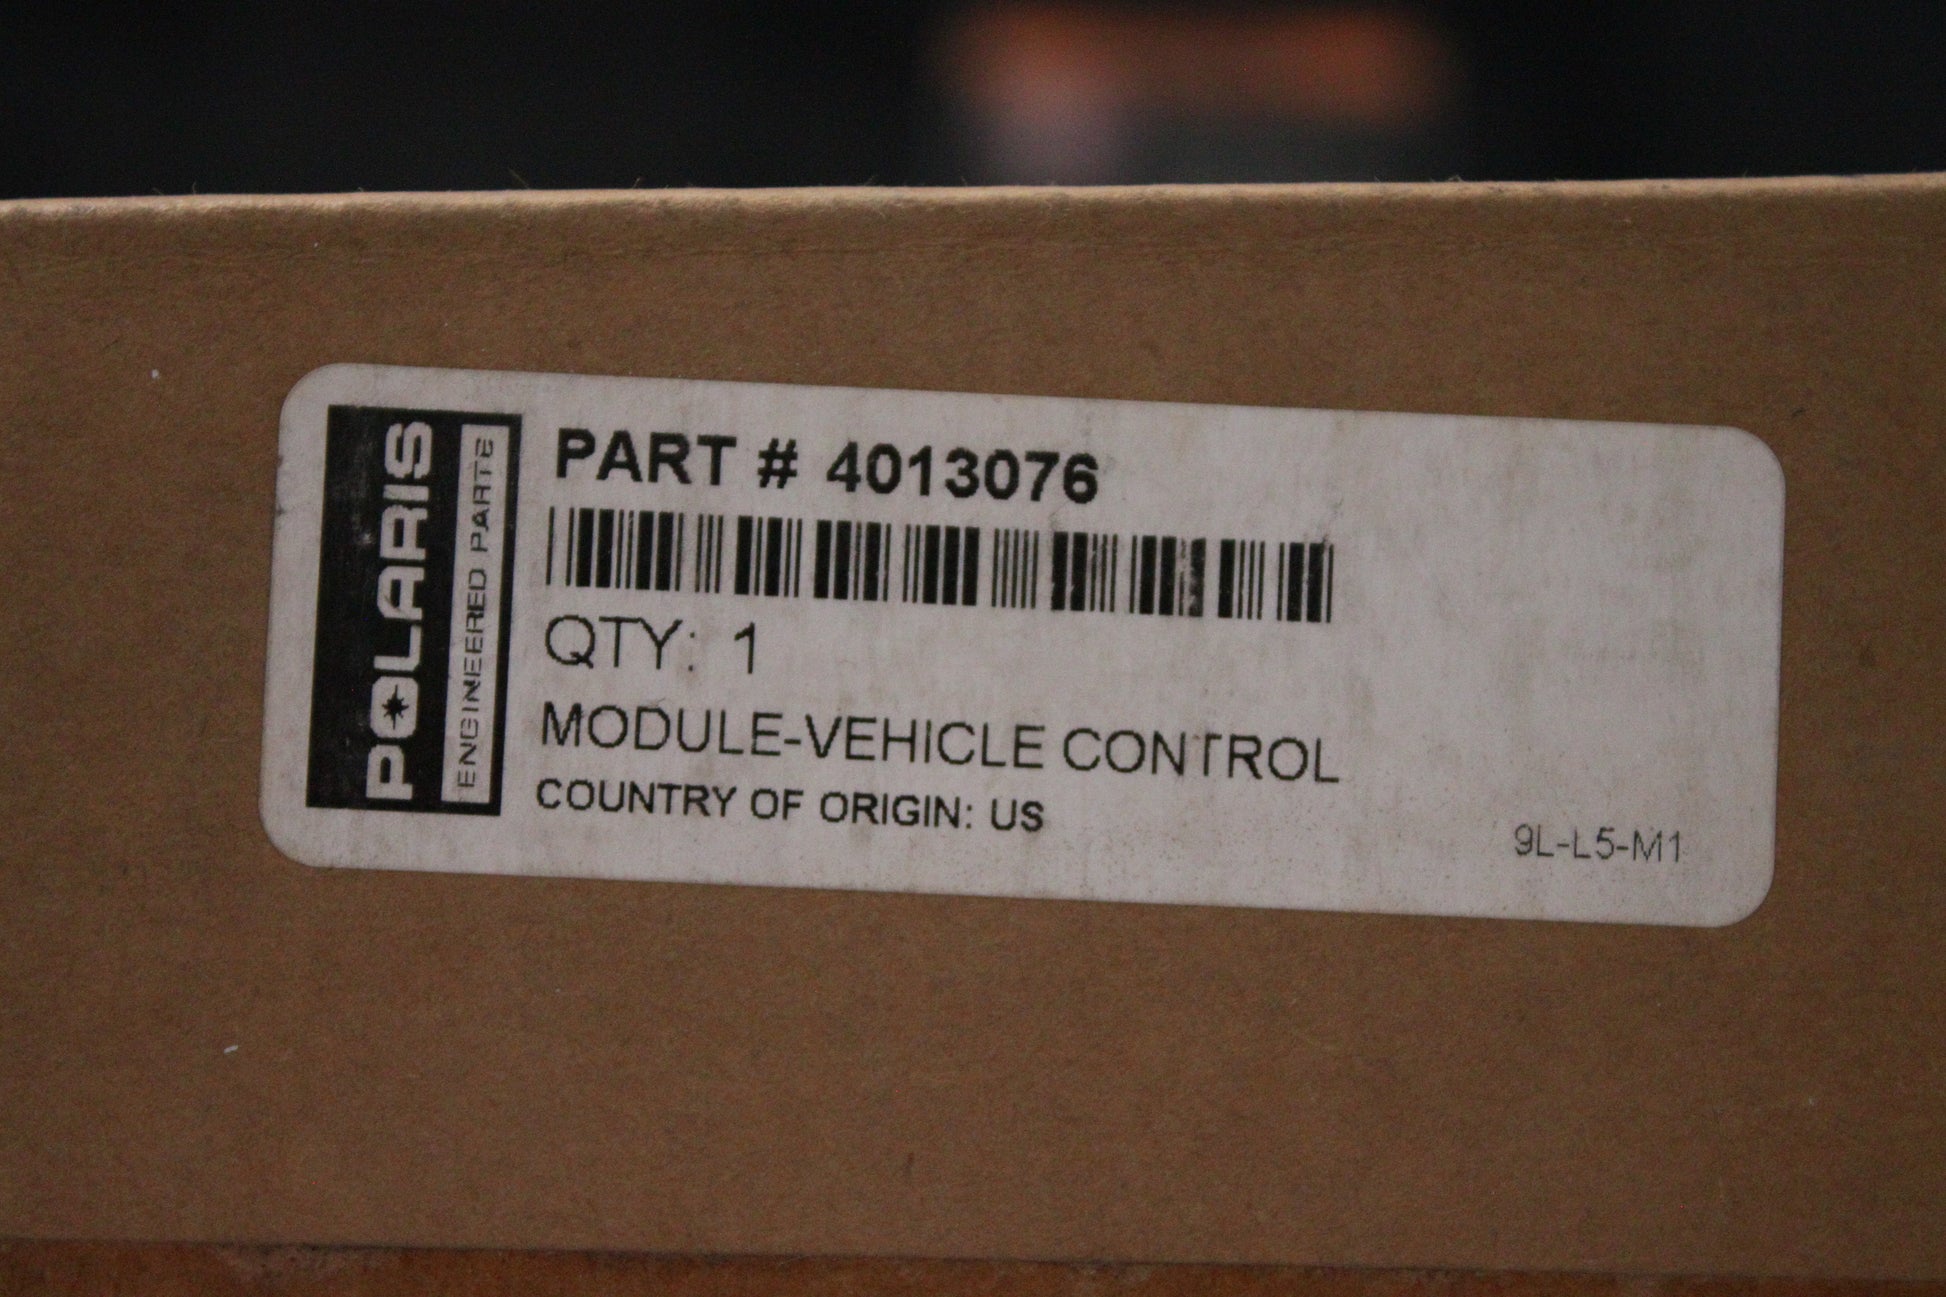 POLARIS
ENGINEERED PARTS
PART # 4013076
QTY: 1
MODULE-VEHICLE CONTROL
COUNTRY OF ORIGIN: US
9L-L5-M1